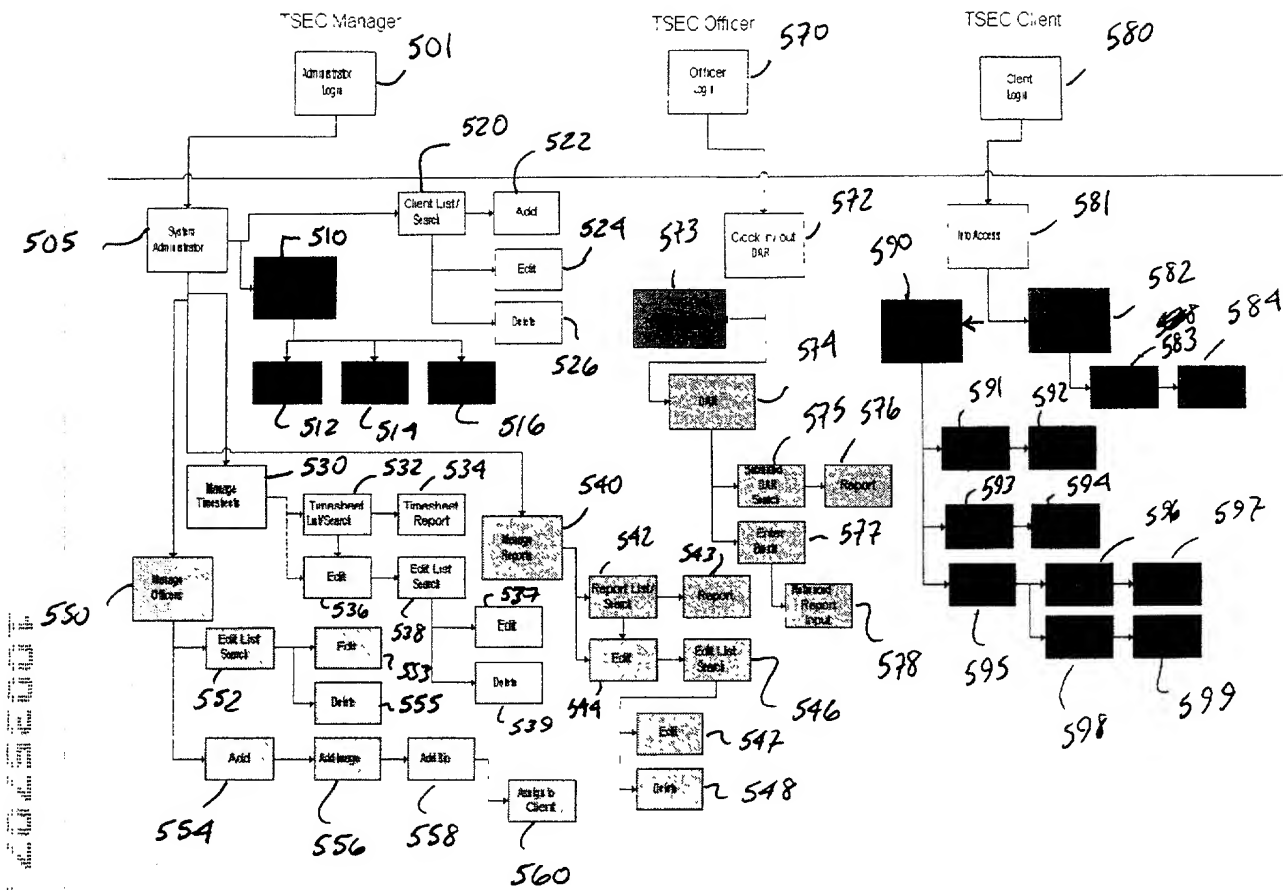 TSEC Manager
TSEC Officer
TSEC Client
501
570
580
Administrator
Login
Officer
Login
Client
Login
520
522
Client List/
Search
Add
505
System
Administrator
510
524
Edit
526
Delete
512
514
516
572
Clock in/out
DAR
573
574
DAR
575
576
Submitted
DAR
Search
Report
577
Enter
578
Report
Input
581
Info Access
590
582
583
584
591
592
593
594
595
596
597
598
599
530
532
534
Manage
Timesheets
Timesheet
List/Search
Timesheet
Report
536
Edit
538
Edit List
Search
537
Edit
539
Delete
540
Manage
Reports
542
543
Report List/
Search
Report
544
Edit
546
Edit List
Search
547
Edit
548
Delete
550
Manage
Officers
552
Edit List
Search
553
Edit
555
Delete
554
Add
556
Add Image
558
Add Bio
560
Assign to
Client